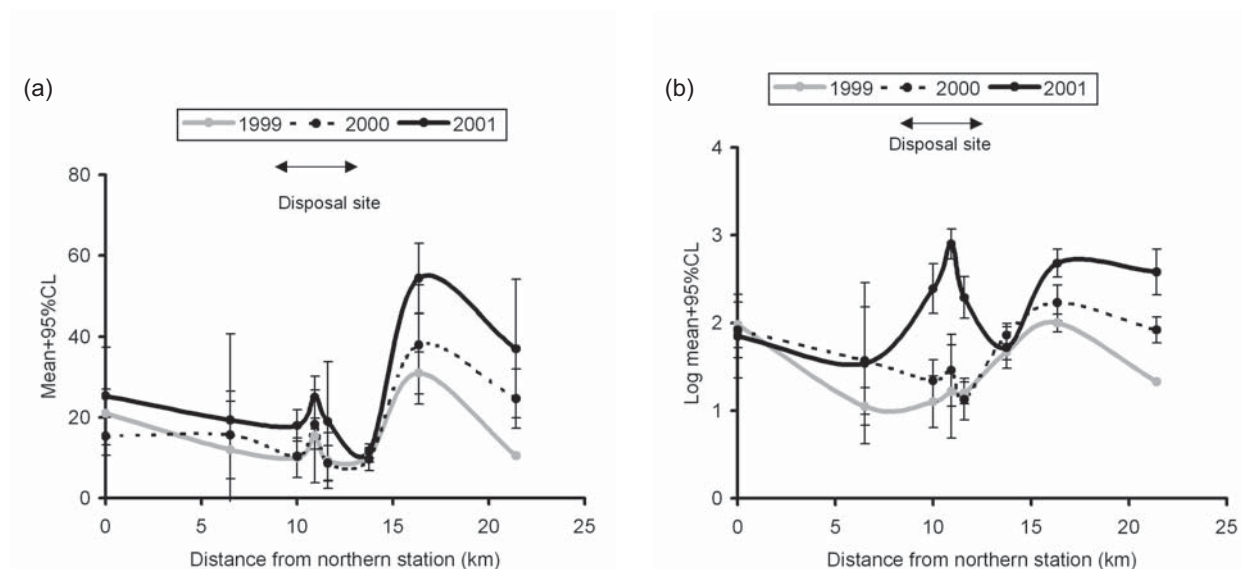 (a)
1999 2000 2001
Disposal site
80
60
40
20
0
Mean+95%CL
0 5 10 15 20 25
Distance from northern station (km)
(b)
1999 2000 2001
Disposal site
4
3
2
1
0
Log mean+95%CL
0 5 10 15 20 25
Distance from northern station (km)